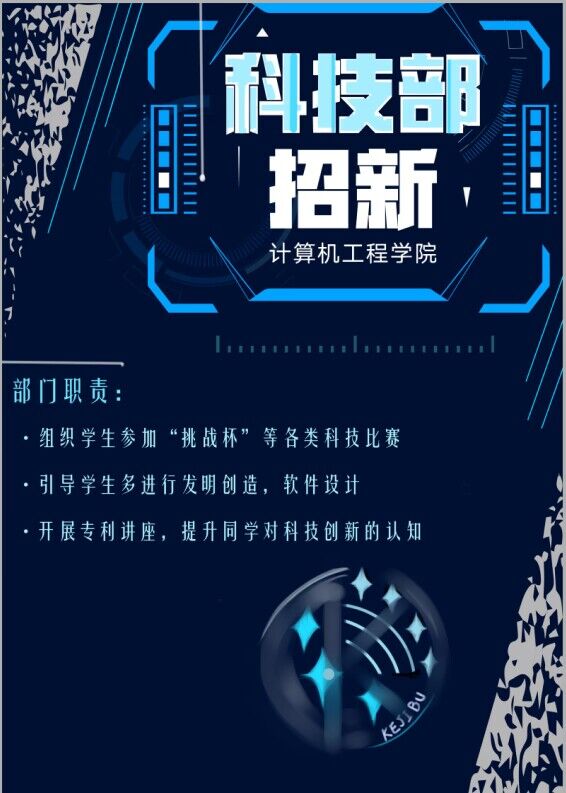 科技部
招新
计算机工程学院
部门职责：
·组织学生参加“挑战杯”等各类科技比赛
·引导学生多进行发明创造，软件设计
·开展专利讲座，提升同学对科技创新的认知
KEJI BU